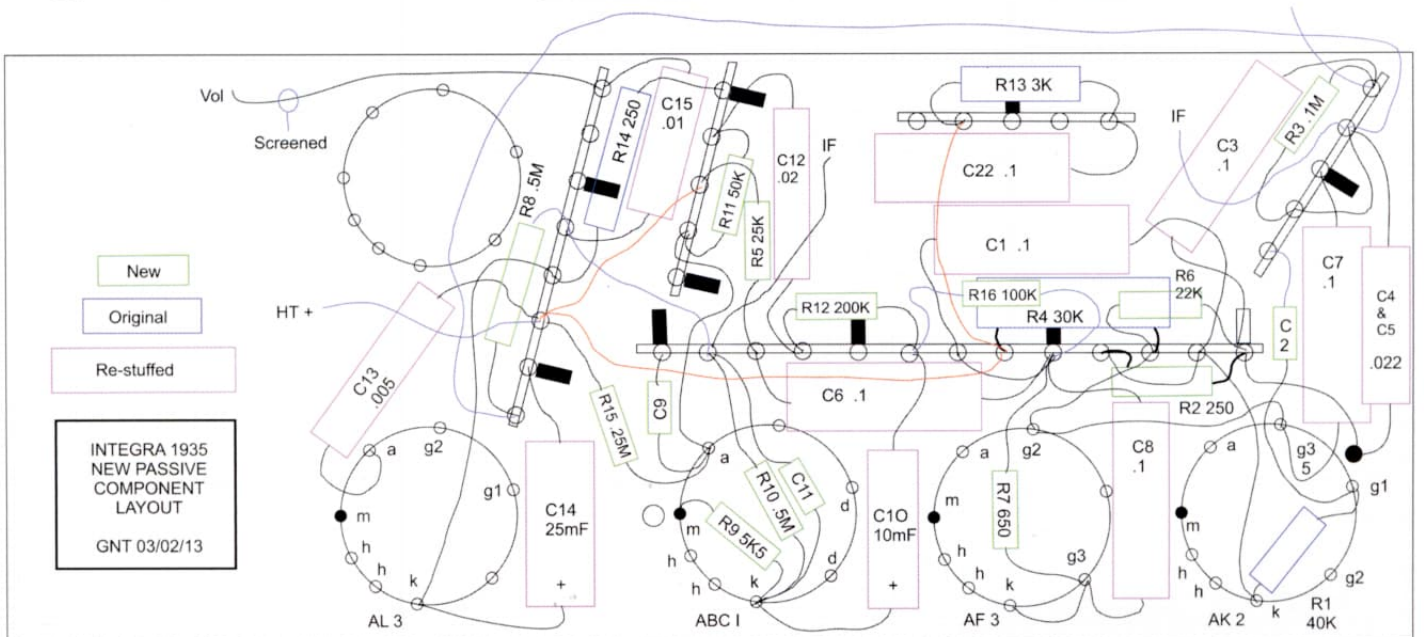 Vol
Screened
R8 .5M
R14 250
C15
.01
R11 50K
R5 25K
C12
.02
IF
R13 3K
C22 .1
C1 .1
IF
C3
.1
R3 .1M
New
Original
Re-stuffed
HT +
R12 200K
R16 100K
R4 30K
R6
22K
C
2
C7
.1
C4
&
C5
.022
C13
.005
R15 .25M
C9
C6 .1
R2 250
INTEGRA 1935
NEW PASSIVE
COMPONENT
LAYOUT
GNT 03/02/13
a
g2
g1
m
h
h
k
AL 3
C14
25mF
+
a
m
h
h
k
d
d
R9 5K5
R10 .5M
C11
ABC I
C1O
10mF
+
a
g2
m
h
h
k
g3
R7 650
AF 3
C8
.1
a
g3
5
g1
m
h
h
k
g2
R1
40K
AK 2